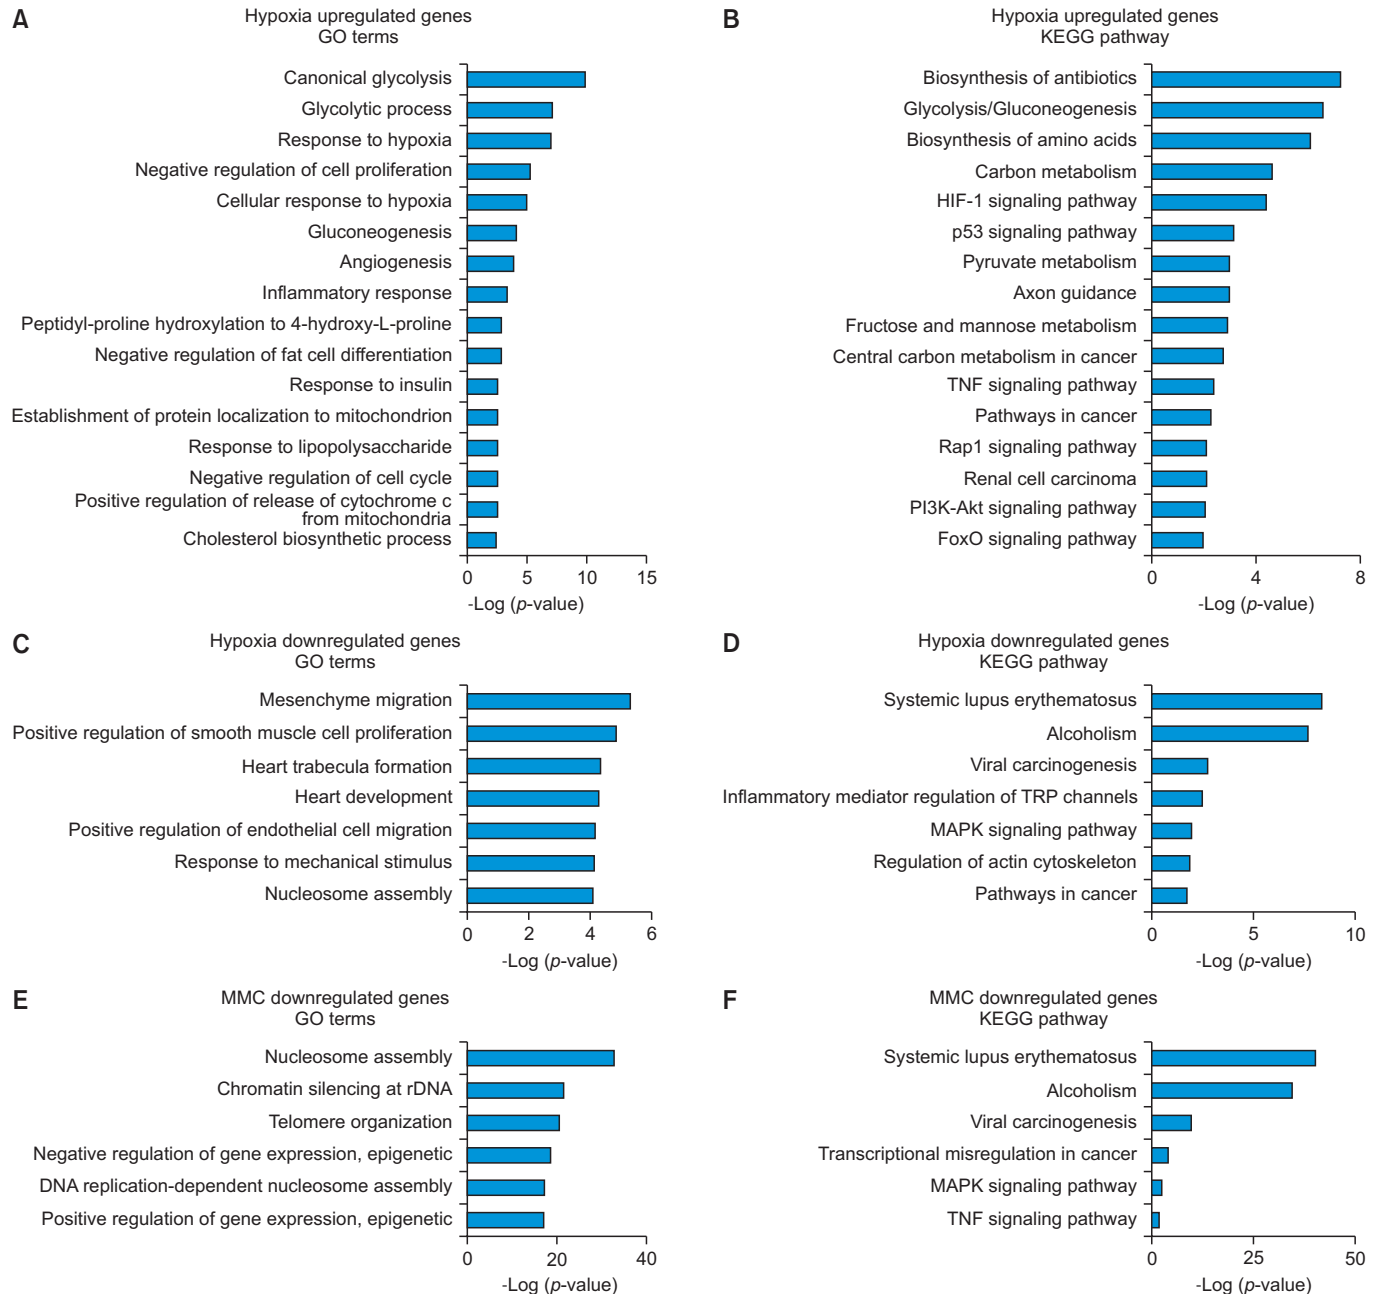 A
Hypoxia upregulated genes
GO terms
Canonical glycolysis
Glycolytic process
Response to hypoxia
Negative regulation of cell proliferation
Cellular response to hypoxia
Gluconeogenesis
Angiogenesis
Inflammatory response
Peptidyl-proline hydroxylation to 4-hydroxy-L-proline
Negative regulation of fat cell differentiation
Response to insulin
Establishment of protein localization to mitochondrion
Response to lipopolysaccharide
Negative regulation of cell cycle
Positive regulation of release of cytochrome c
from mitochondria
Cholesterol biosynthetic process
0 5 10 15
-Log (p-value)
B
Hypoxia upregulated genes
KEGG pathway
Biosynthesis of antibiotics
Glycolysis/Gluconeogenesis
Biosynthesis of amino acids
Carbon metabolism
HIF-1 signaling pathway
p53 signaling pathway
Pyruvate metabolism
Axon guidance
Fructose and mannose metabolism
Central carbon metabolism in cancer
TNF signaling pathway
Pathways in cancer
Rap1 signaling pathway
Renal cell carcinoma
PI3K-Akt signaling pathway
FoxO signaling pathway
0 4 8
-Log (p-value)
C
Hypoxia downregulated genes
GO terms
Mesenchyme migration
Positive regulation of smooth muscle cell proliferation
Heart trabecula formation
Heart development
Positive regulation of endothelial cell migration
Response to mechanical stimulus
Nucleosome assembly
0 2 4 6
-Log (p-value)
D
Hypoxia downregulated genes
KEGG pathway
Systemic lupus erythematosus
Alcoholism
Viral carcinogenesis
Inflammatory mediator regulation of TRP channels
MAPK signaling pathway
Regulation of actin cytoskeleton
Pathways in cancer
0 5 10
-Log (p-value)
E
MMC downregulated genes
GO terms
Nucleosome assembly
Chromatin silencing at rDNA
Telomere organization
Negative regulation of gene expression, epigenetic
DNA replication-dependent nucleosome assembly
Positive regulation of gene expression, epigenetic
0 20 40
-Log (p-value)
F
MMC downregulated genes
KEGG pathway
Systemic lupus erythematosus
Alcoholism
Viral carcinogenesis
Transcriptional misregulation in cancer
MAPK signaling pathway
TNF signaling pathway
0 25 50
-Log (p-value)